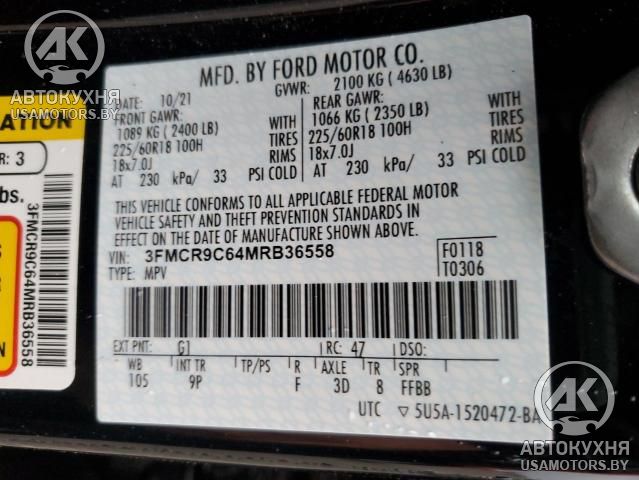 АК
АВТОКУХНЯ
USAMOTORS.BY
ATION
R: 3
bs.
3FMCR9C64MRB36558
N
MFD. BY FORD MOTOR CO.
DATE: 10/21 GVWR: 2100 KG ( 4630 LB)
FRONT GAWR: REAR GAWR:
1089 KG ( 2400 LB) WITH 1066 KG ( 2350 LB) WITH
225/60R18 100H TIRES 225/60R18 100H TIRES
18x7.0J RIMS 18x7.0J RIMS
AT 230 kPa/ 33 PSI COLD AT 230 kPa/ 33 PSI COLD
THIS VEHICLE CONFORMS TO ALL APPLICABLE FEDERAL MOTOR
VEHICLE SAFETY AND THEFT PREVENTION STANDARDS IN
EFFECT ON THE DATE OF MANUFACTURE SHOWN ABOVE.
VIN: 3FMCR9C64MRB36558 F0118
TYPE: MPV T0306
EXT PNT: G1 RC: 47 DSO:
WB INT TR TP/PS R AXLE TR SPR
105 9P F 3D 8 FFBB
UTC ▽ 5U5A-1520472-BA
АК
АВТОКУХНЯ
USAMOTORS.BY